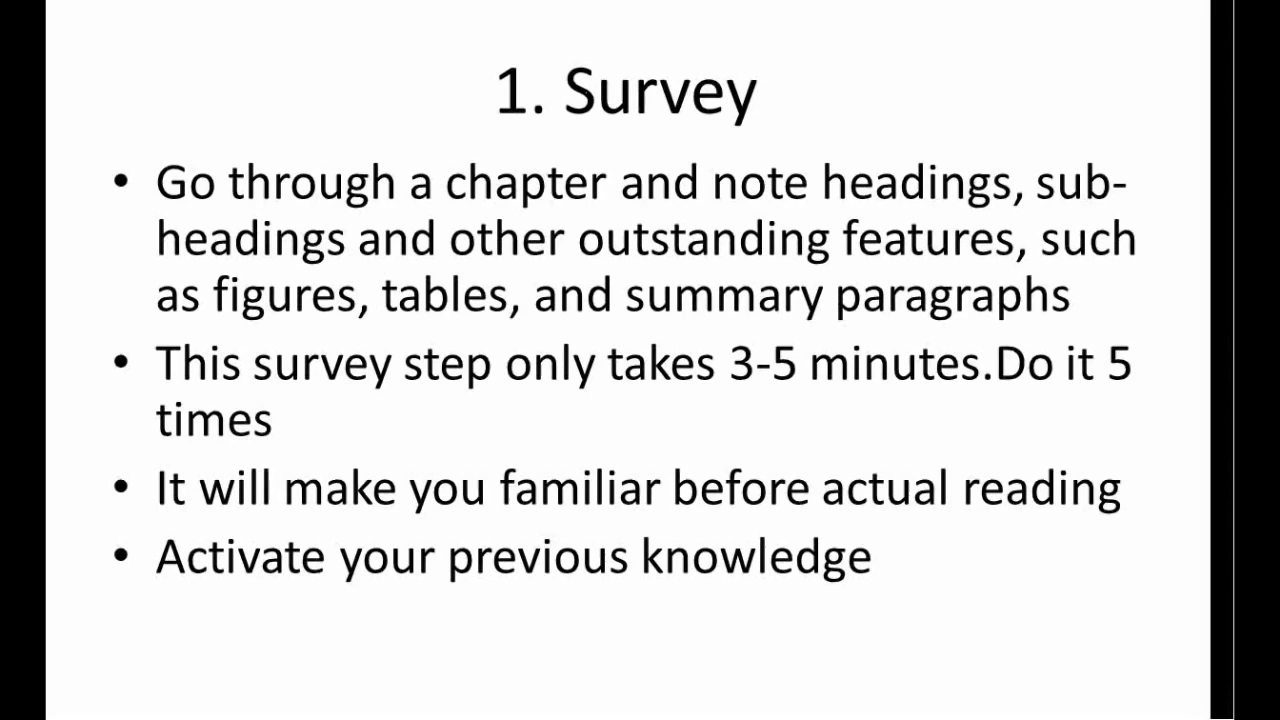 1. Survey
• Go through a chapter and note headings, sub-
headings and other outstanding features, such
as figures, tables, and summary paragraphs
• This survey step only takes 3-5 minutes.Do it 5
times
• It will make you familiar before actual reading
• Activate your previous knowledge